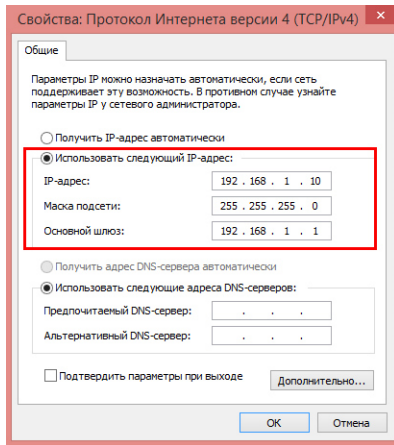 Свойства: Протокол Интернета версии 4 (TCP/IPv4)
Общие
Параметры IP можно назначать автоматически, если сеть
поддерживает эту возможность. В противном случае узнайте
параметры IP у сетевого администратора.
Получить IP-адрес автоматически
Использовать следующий IP-адрес:
IP-адрес: 192 . 168 . 1 . 10
Маска подсети: 255 . 255 . 255 . 0
Основной шлюз: 192 . 168 . 1 . 1
Получить адрес DNS-сервера автоматически
Использовать следующие адреса DNS-серверов:
Предпочитаемый DNS-сервер: . . .
Альтернативный DNS-сервер: . . .
Подтвердить параметры при выходе
Дополнительно...
ОК Отмена